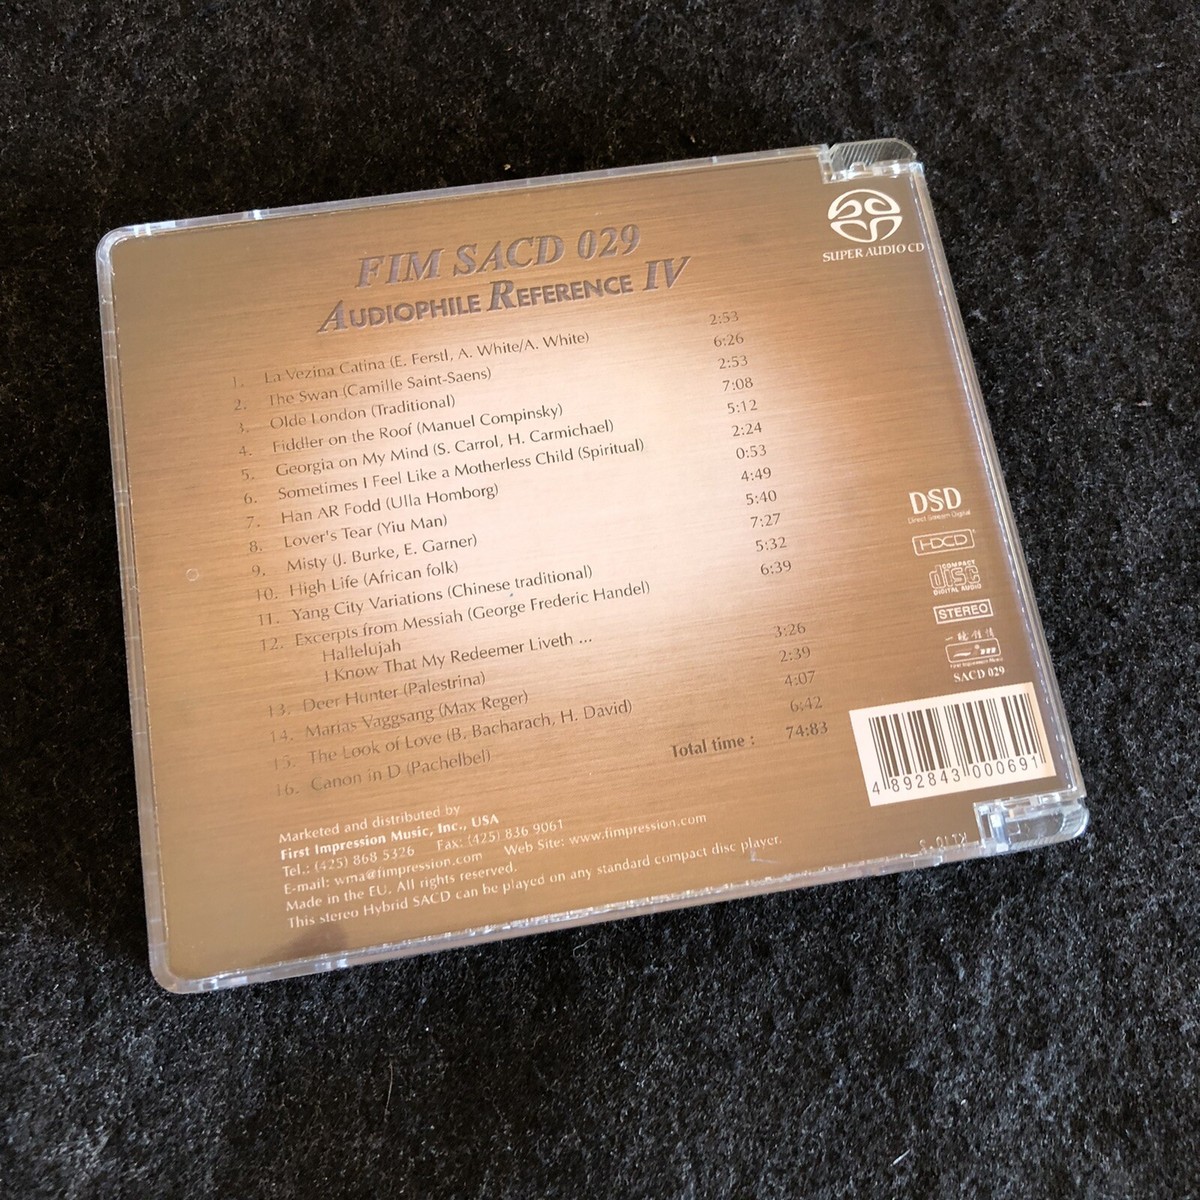 SUPER AUDIO CD
FIM SACD 029
AUDIOPHILE REFERENCE IV
1. La Vezina Catina (E. Ferstl, A. White/A. White) 2:53
2. The Swan (Camille Saint-Saens) 6:26
3. Olde London (Traditional) 2:53
4. Fiddler on the Roof (Manuel Compinsky) 7:08
5. Georgia on My Mind (S. Carrol, H. Carmichael) 5:12
6. Sometimes I Feel Like a Motherless Child (Spiritual) 2:24
7. Han AR Fodd (Ulla Homborg) 0:53
8. Lover's Tear (Yiu Man) 4:49
9. Misty (J. Burke, E. Garner) 5:40
10. High Life (African folk) 7:27
11. Yang City Variations (Chinese traditional) 5:32
12. Excerpts from Messiah (George Frederic Handel) 6:39
Hallelujah
I Know That My Redeemer Liveth ...
13. Deer Hunter (Palestrina) 3:26
14. Marias Vaggsang (Max Reger) 2:39
15. The Look of Love (B. Bacharach, H. David) 4:07
16. Canon in D (Pachelbel) 6:42
Total time : 74:83
Marketed and distributed by
First Impression Music, Inc., USA
Tel.: (425) 868 5326 Fax: (425) 836 9061
E-mail: wma@fimpression.com Web Site: www.fimpression.com
Made in the EU. All rights reserved.
This stereo Hybrid SACD can be played on any standard compact disc player.
DSD
Direct Stream Digital
HDCD
COMPACT
disc
DIGITAL AUDIO
STEREO
First Impression Music
SACD 029
4 892843 000691